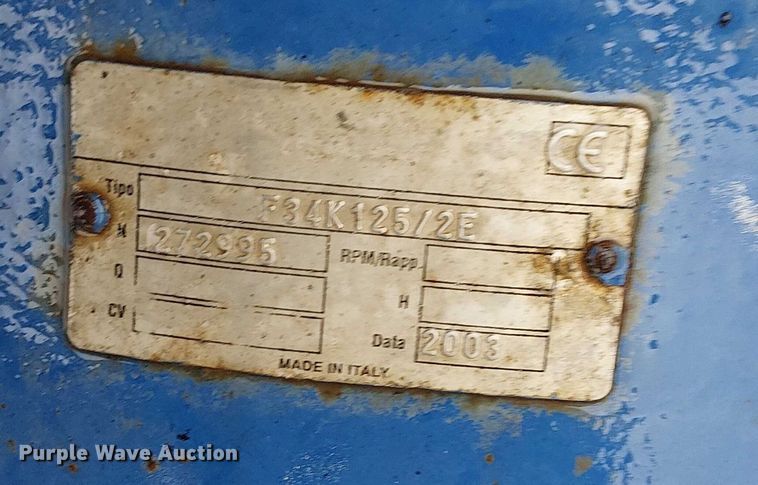 CE
Tipo F34K125/2E
N 272995 RPM/Rapp.
Q H
CV Data 2003
MADE IN ITALY
Purple Wave Auction